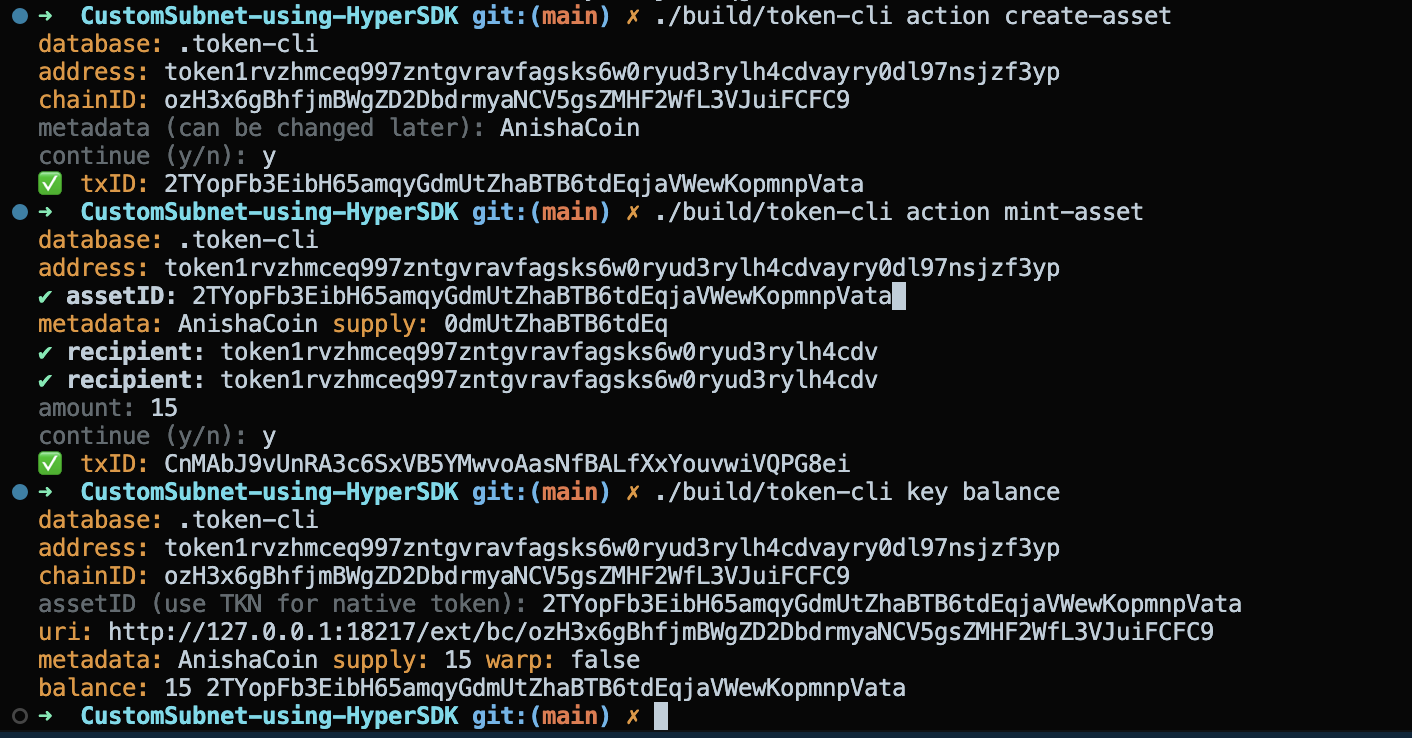 ➜ CustomSubnet-using-HyperSDK git:(main) ✗ ./build/token-cli action create-asset
database: .token-cli
address: token1rvzhmceq997zntgvravfagsks6w0ryud3rylh4cdvayry0dl97nsjzf3yp
chainID: ozH3x6gBhfjmBWgZD2DbdrmyaNCV5gsZMHF2WfL3VJuiFCFC9
metadata (can be changed later): AnishaCoin
continue (y/n): y
✅ txID: 2TYopFb3EibH65amqyGdmUtZhaBTB6tdEqjaVWewKopmnpVata
➜ CustomSubnet-using-HyperSDK git:(main) ✗ ./build/token-cli action mint-asset
database: .token-cli
address: token1rvzhmceq997zntgvravfagsks6w0ryud3rylh4cdvayry0dl97nsjzf3yp
✔ assetID: 2TYopFb3EibH65amqyGdmUtZhaBTB6tdEqjaVWewKopmnpVata
metadata: AnishaCoin supply: 0dmUtZhaBTB6tdEq
✔ recipient: token1rvzhmceq997zntgvravfagsks6w0ryud3rylh4cdv
✔ recipient: token1rvzhmceq997zntgvravfagsks6w0ryud3rylh4cdv
amount: 15
continue (y/n): y
✅ txID: CnMAbJ9vUnRA3c6SxVB5YMwvoAasNfBALfXxYouvwiVQPG8ei
➜ CustomSubnet-using-HyperSDK git:(main) ✗ ./build/token-cli key balance
database: .token-cli
address: token1rvzhmceq997zntgvravfagsks6w0ryud3rylh4cdvayry0dl97nsjzf3yp
chainID: ozH3x6gBhfjmBWgZD2DbdrmyaNCV5gsZMHF2WfL3VJuiFCFC9
assetID (use TKN for native token): 2TYopFb3EibH65amqyGdmUtZhaBTB6tdEqjaVWewKopmnpVata
uri: http://127.0.0.1:18217/ext/bc/ozH3x6gBhfjmBWgZD2DbdrmyaNCV5gsZMHF2WfL3VJuiFCFC9
metadata: AnishaCoin supply: 15 warp: false
balance: 15 2TYopFb3EibH65amqyGdmUtZhaBTB6tdEqjaVWewKopmnpVata
➜ CustomSubnet-using-HyperSDK git:(main) ✗